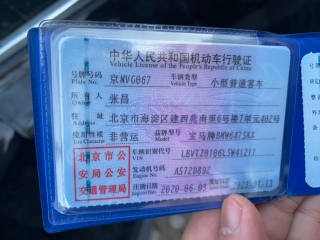 中华人民共和国机动车行驶证
Vehicle License of the People's Republic of China
号牌号码 京NVG867 车辆类型 小型普通客车
Plate No. Vehicle Type
所有人 张昌
Owner
住址 北京市海淀区建西苑南里6号楼7单元402号
Address
使用性质 非营运 品牌型号 宝马牌BMW6475KX
Use Character Model
北京市公安局公安交通管理局
车辆识别代号
VIN
发动机号码 A5720892
Engine No.
注册日期 2020-06-03
Register Date